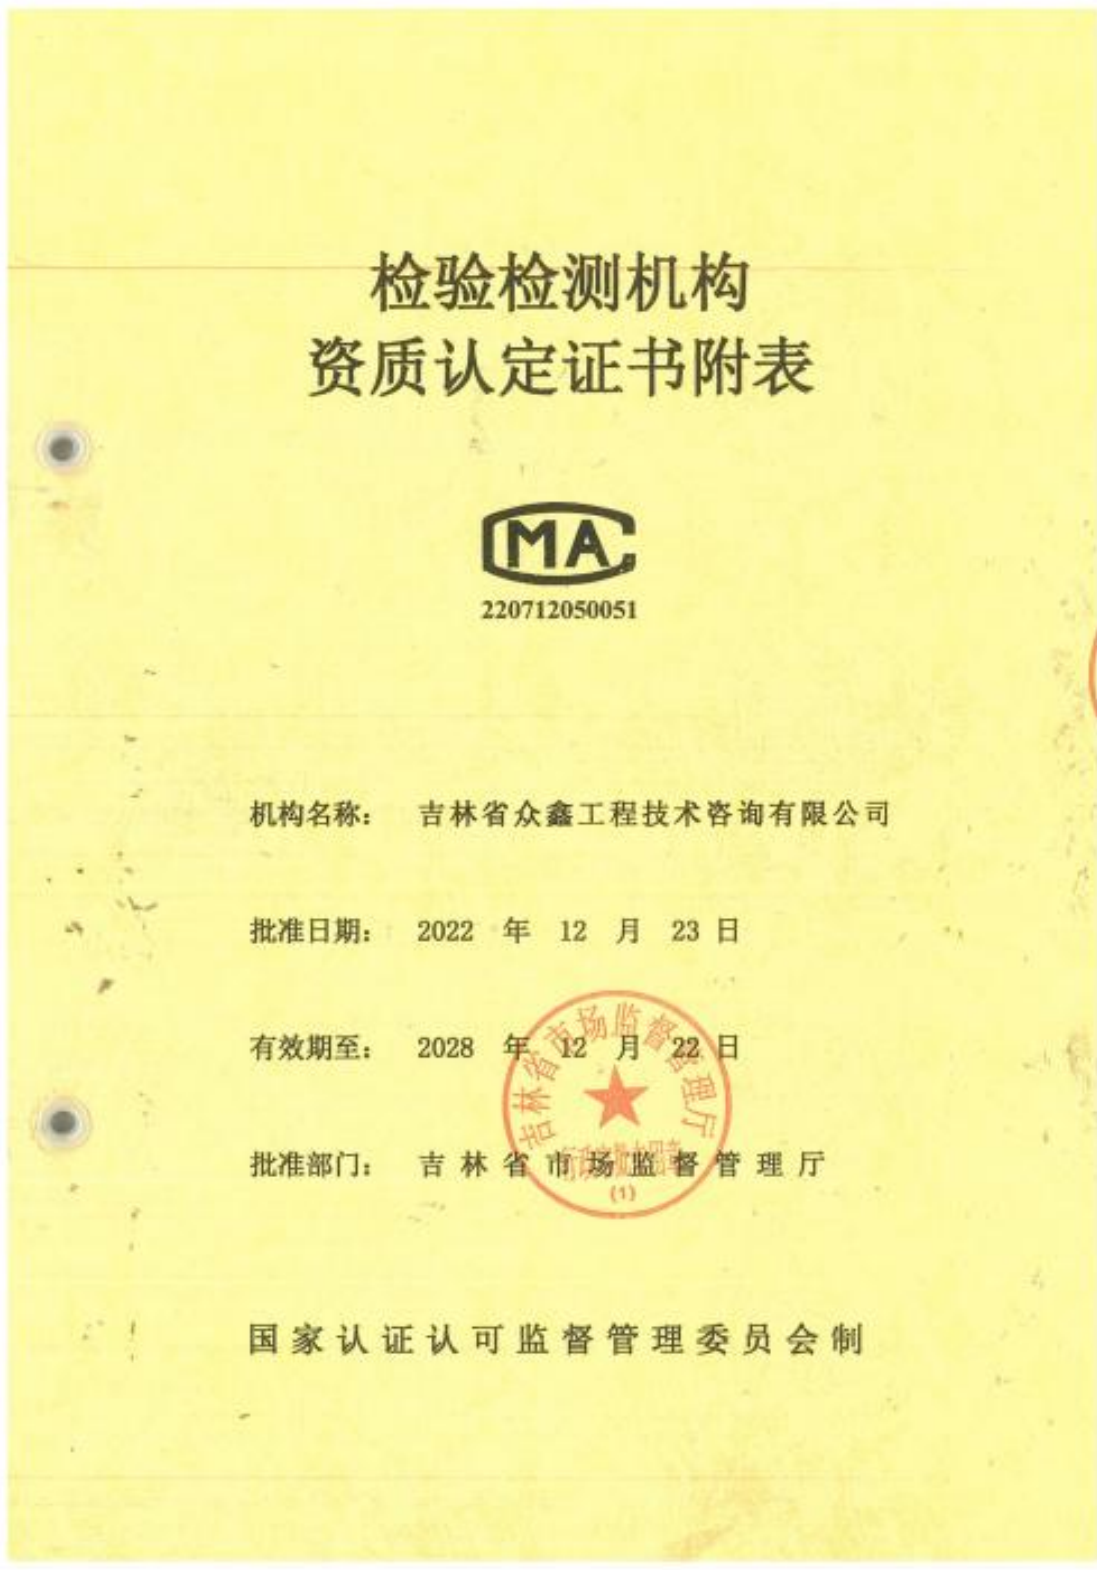 检验检测机构
资质认定证书附表
CMA
220712050051
机构名称： 吉林省众鑫工程技术咨询有限公司
批准日期： 2022 年 12 月 23 日
有效期至： 2028 年 12 月 22 日
批准部门： 吉林省市场监督管理厅
吉林省市场监督管理厅
(1)
国家认证认可监督管理委员会制